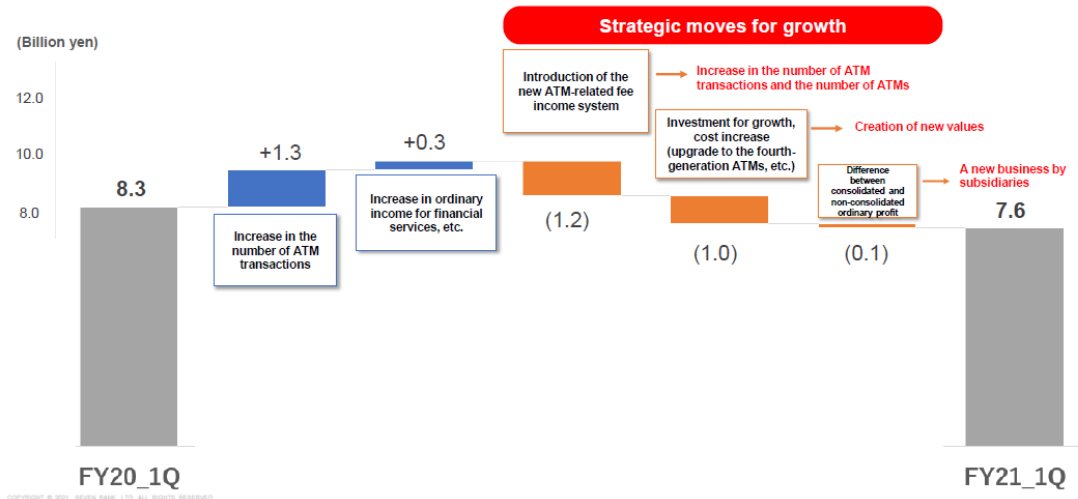 Strategic moves for growth
(Billion yen)
12.0
10.0
8.0
8.3
+1.3
Increase in the
number of ATM
transactions
+0.3
Increase in ordinary
income for financial
services, etc.
Introduction of the
new ATM-related fee
income system
Increase in the number of ATM
transactions and the number of ATMs
(1.2)
Investment for growth,
cost increase
(upgrade to the fourth-
generation ATMs, etc.)
Creation of new values
(1.0)
Difference
between
consolidated and
non-consolidated
ordinary profit
A new business by
subsidiaries
(0.1)
7.6
FY20_1Q
FY21_1Q